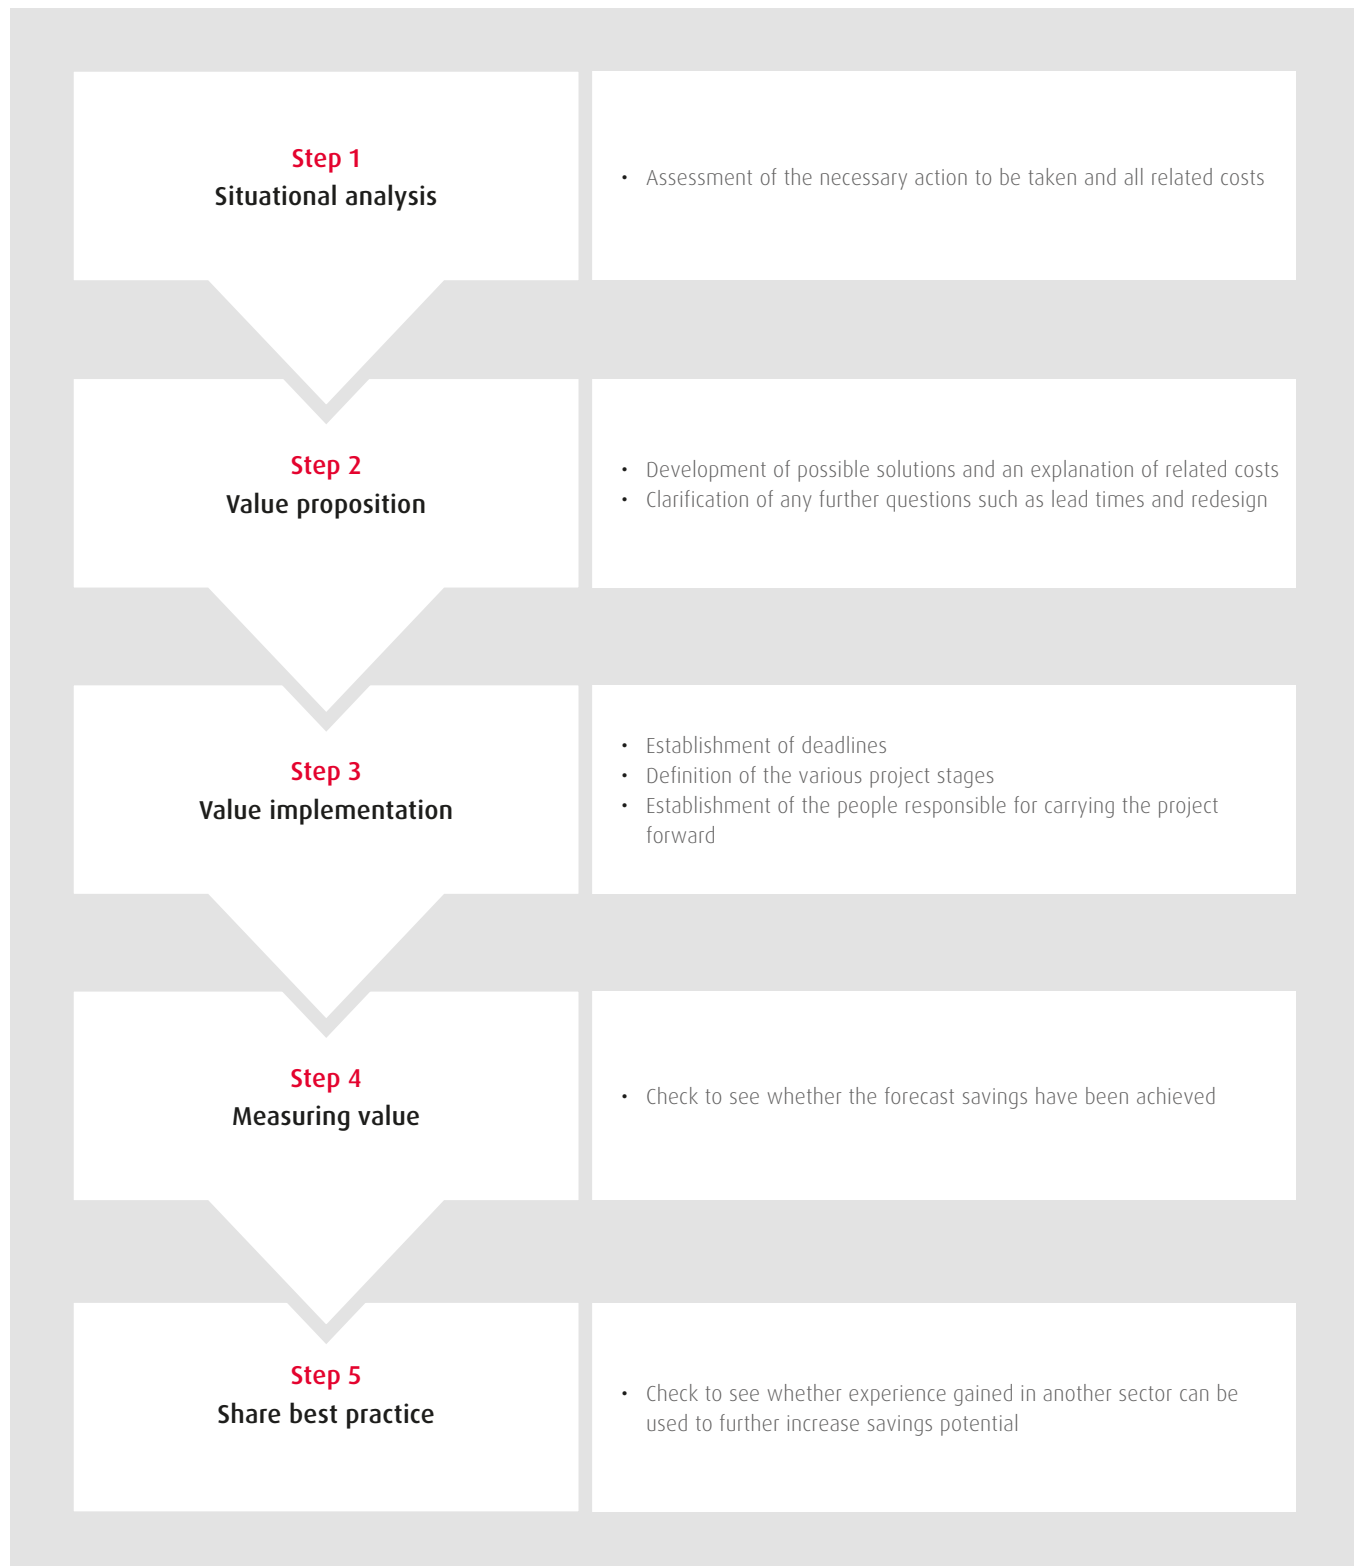 Step 1
Situational analysis
• Assessment of the necessary action to be taken and all related costs
Step 2
Value proposition
• Development of possible solutions and an explanation of related costs
• Clarification of any further questions such as lead times and redesign
Step 3
Value implementation
• Establishment of deadlines
• Definition of the various project stages
• Establishment of the people responsible for carrying the project
forward
Step 4
Measuring value
• Check to see whether the forecast savings have been achieved
Step 5
Share best practice
• Check to see whether experience gained in another sector can be
used to further increase savings potential